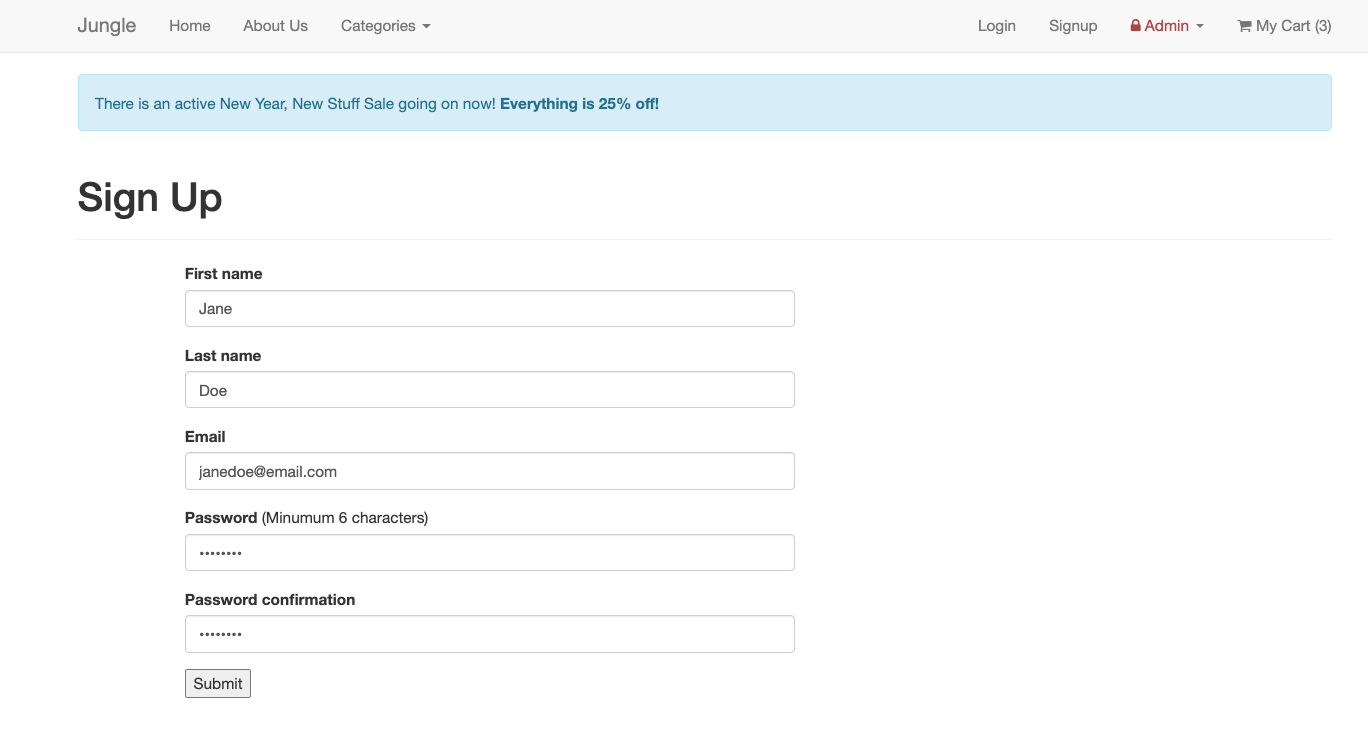 Jungle Home About Us Categories Login Signup Admin My Cart (3)
There is an active New Year, New Stuff Sale going on now! Everything is 25% off!
Sign Up
First name
Jane
Last name
Doe
Email
janedoe@email.com
Password (Minumum 6 characters)
••••••••
Password confirmation
••••••••
Submit